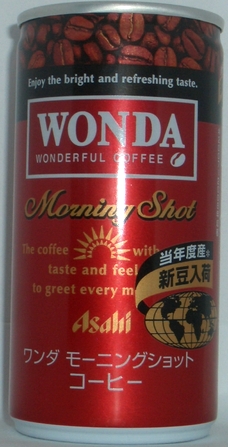 Enjoy the bright and refreshing taste.
WONDA
WONDERFUL COFFEE
Morning Shot
The coffee with
taste and feel
to greet every m
当年度産
新豆入荷
Asahi
ワンダ モーニングショット
コーヒー